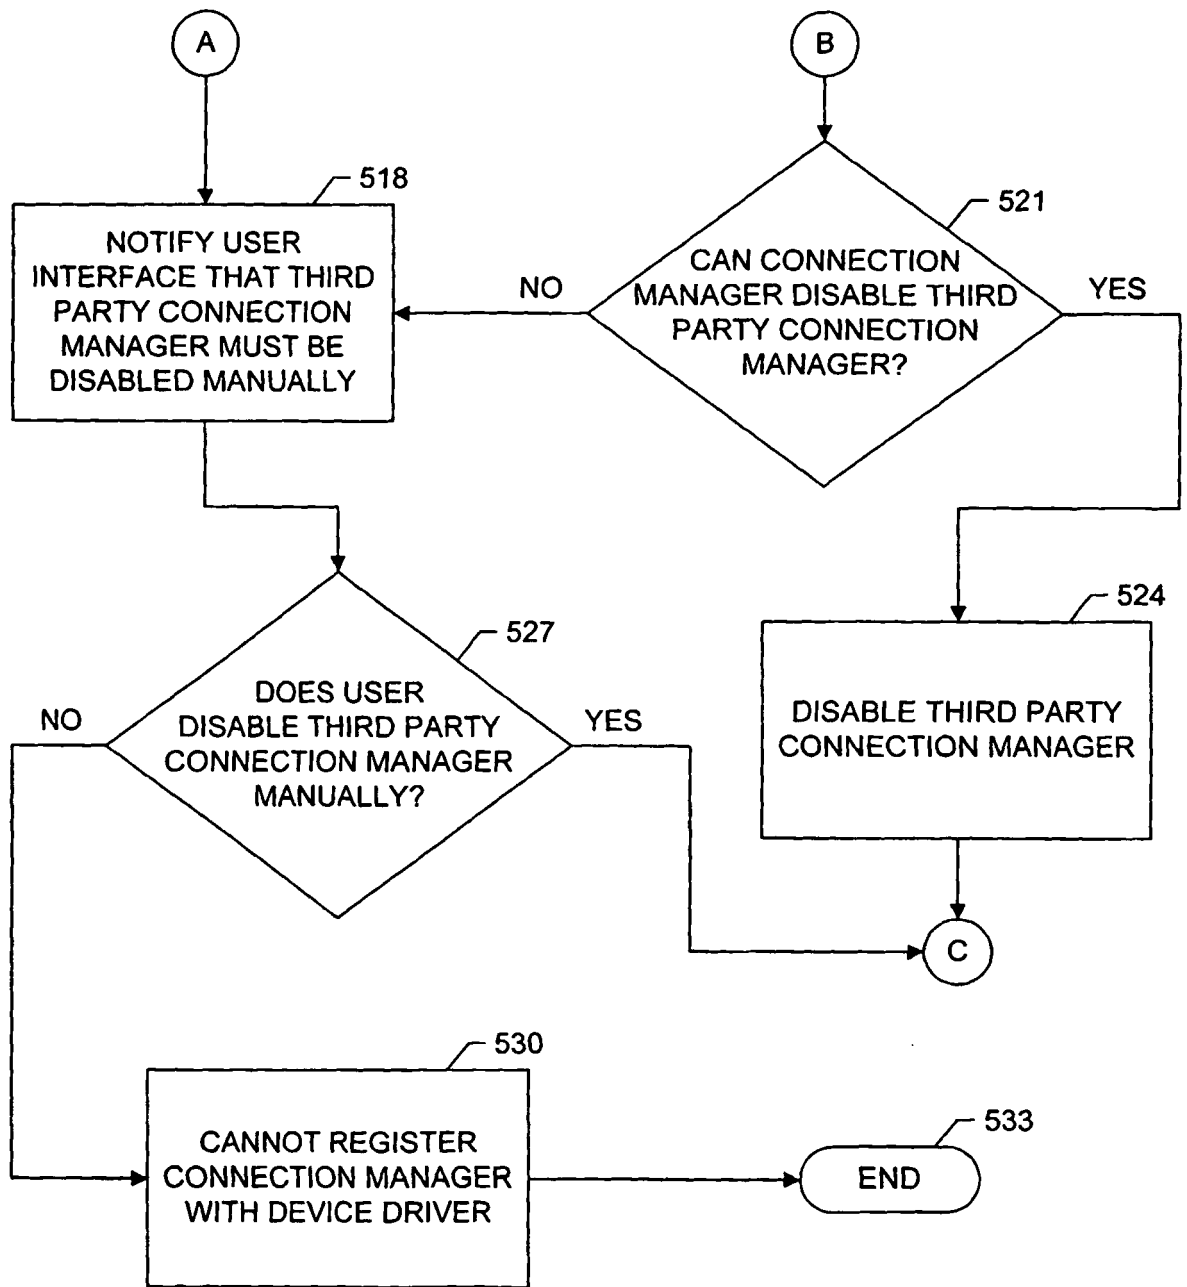 A
B
518
NOTIFY USER
INTERFACE THAT THIRD
PARTY CONNECTION
MANAGER MUST BE
DISABLED MANUALLY
521
CAN CONNECTION
MANAGER DISABLE THIRD
PARTY CONNECTION
MANAGER?
NO
YES
527
DOES USER
DISABLE THIRD PARTY
CONNECTION MANAGER
MANUALLY?
NO
YES
524
DISABLE THIRD PARTY
CONNECTION MANAGER
C
530
CANNOT REGISTER
CONNECTION MANAGER
WITH DEVICE DRIVER
533
END